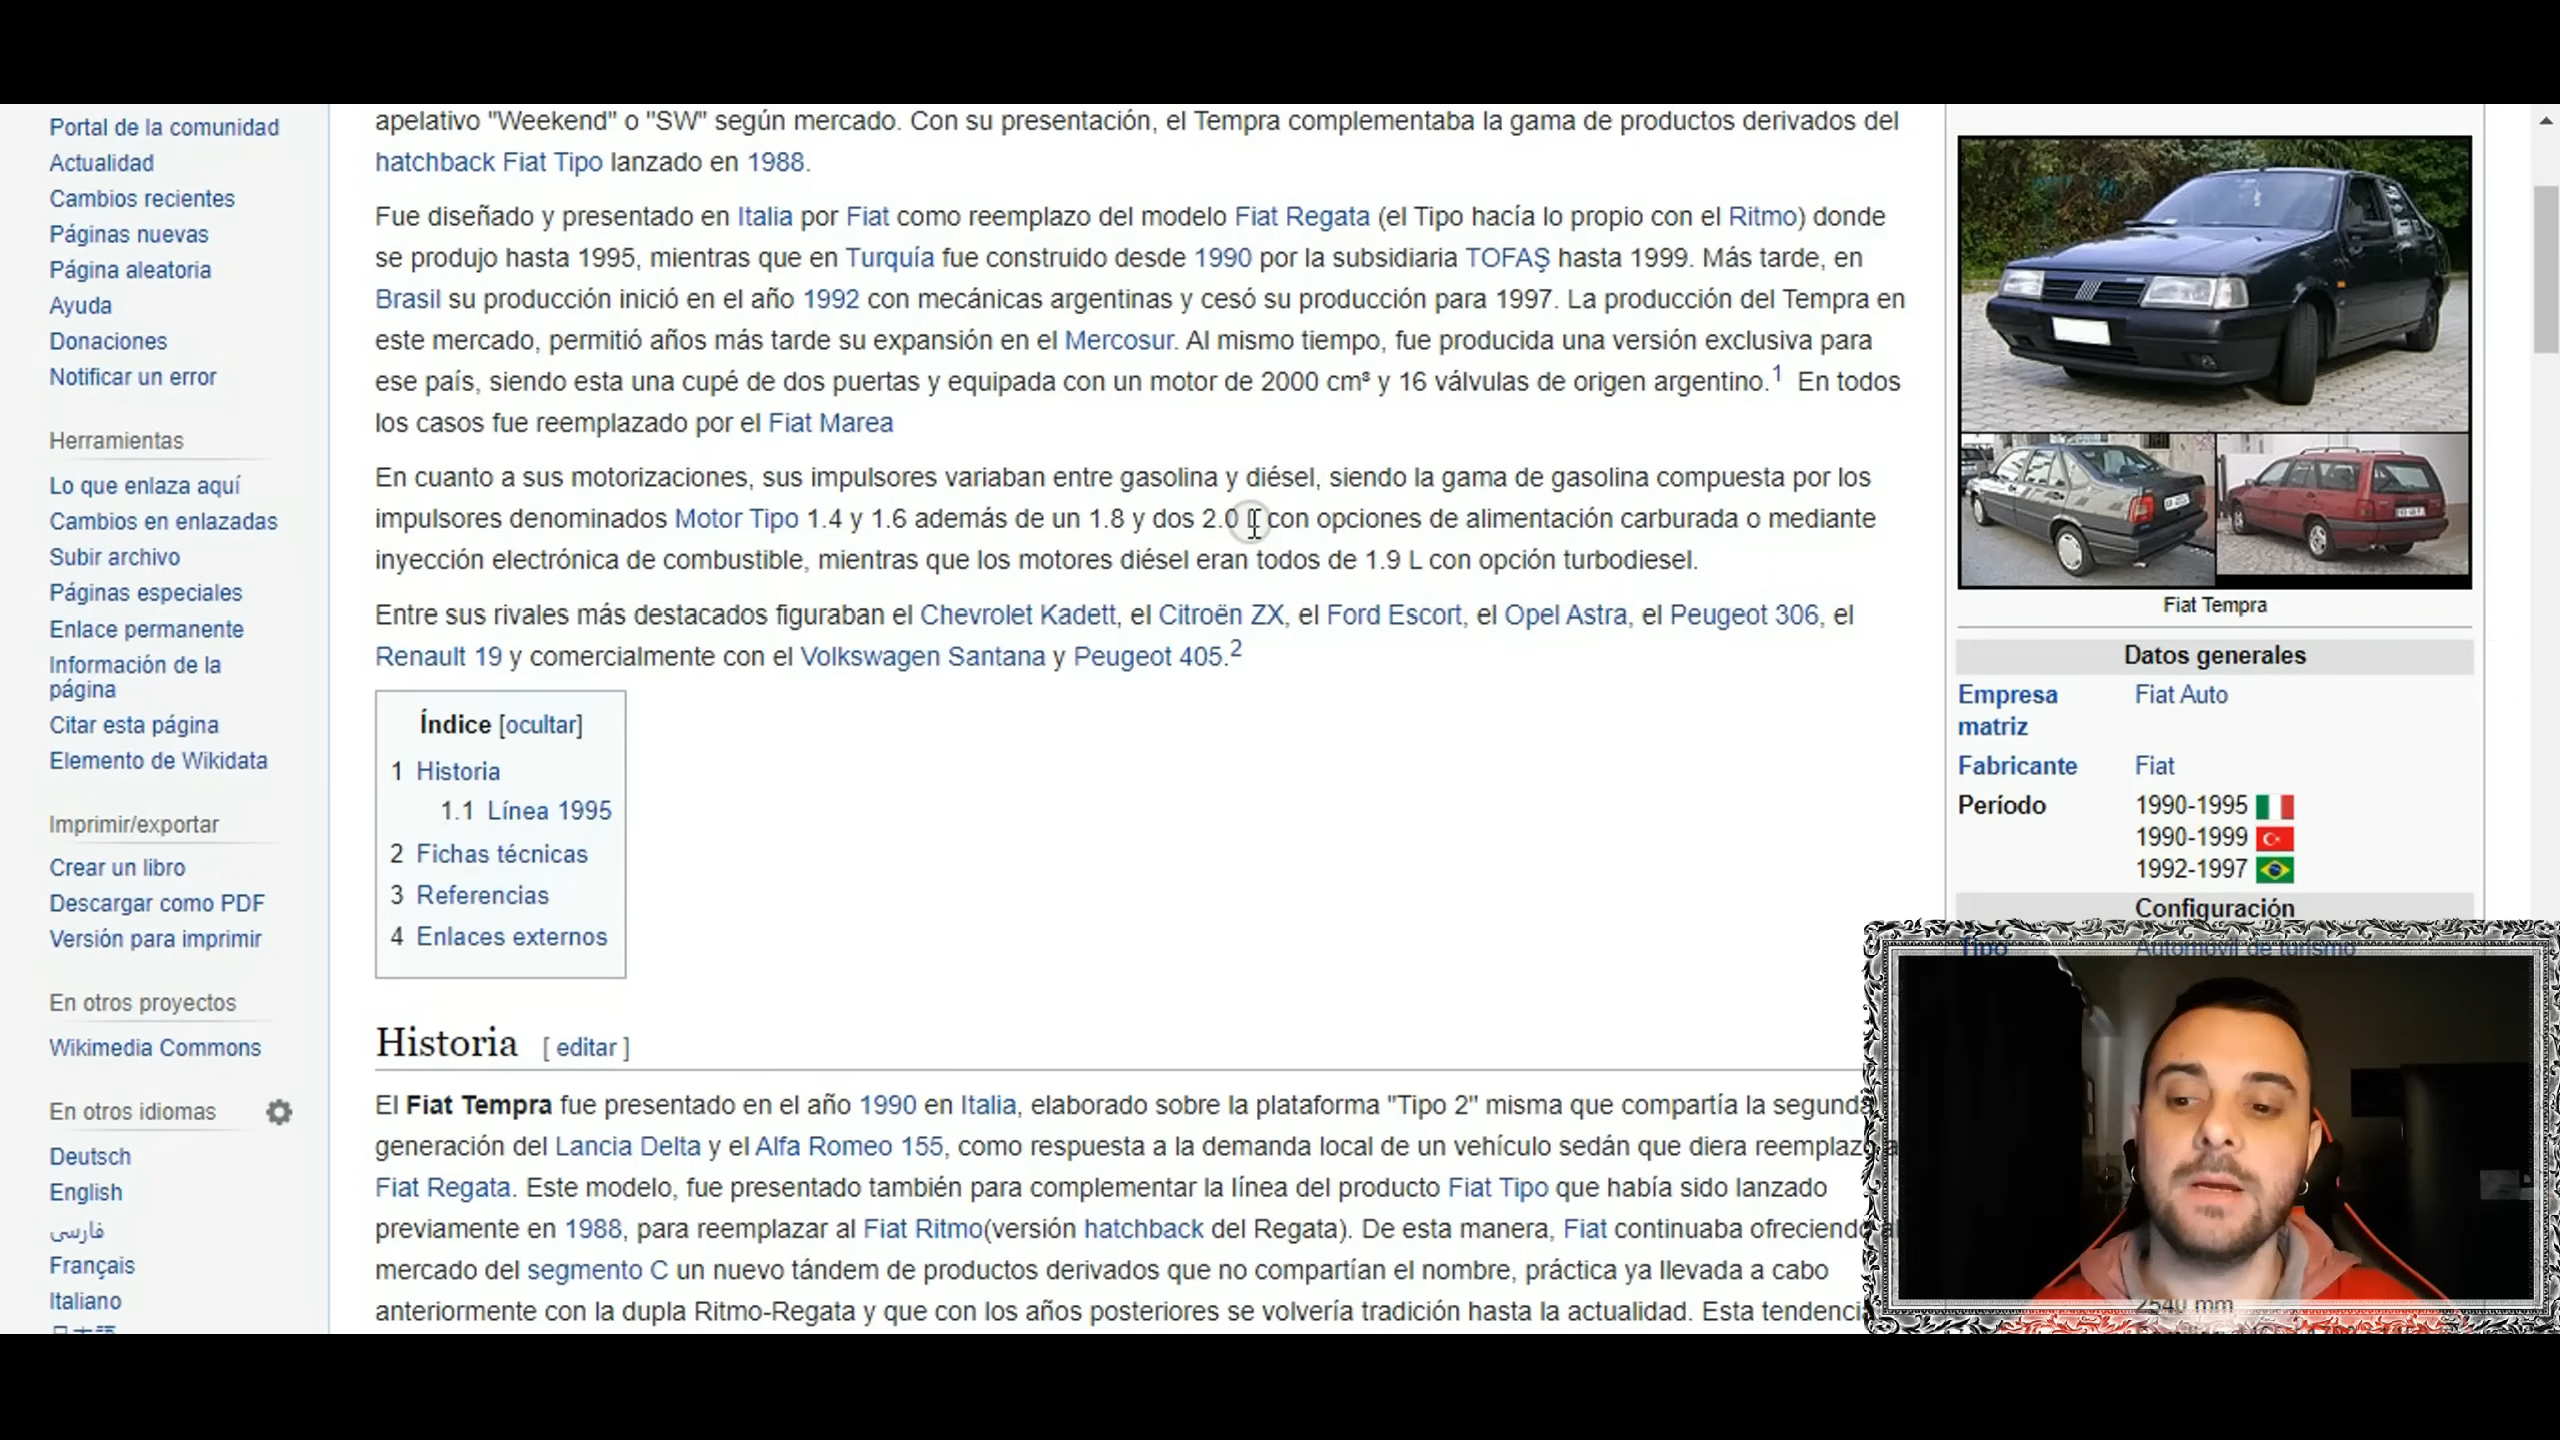 Portal de la comunidad
Actualidad
Cambios recientes
Páginas nuevas
Página aleatoria
Ayuda
Donaciones
Notificar un error
Herramientas
Lo que enlaza aquí
Cambios en enlazadas
Subir archivo
Páginas especiales
Enlace permanente
Información de la
página
Citar esta página
Elemento de Wikidata
Imprimir/exportar
Crear un libro
Descargar como PDF
Versión para imprimir
En otros proyectos
Wikimedia Commons
En otros idiomas
Deutsch
English
فارسی
Français
Italiano
apelativo "Weekend" o "SW" según mercado. Con su presentación, el Tempra complementaba la gama de productos derivados del
hatchback Fiat Tipo lanzado en 1988.
Fue diseñado y presentado en Italia por Fiat como reemplazo del modelo Fiat Regata (el Tipo hacía lo propio con el Ritmo) donde
se produjo hasta 1995, mientras que en Turquía fue construido desde 1990 por la subsidiaria TOFAŞ hasta 1999. Más tarde, en
Brasil su producción inició en el año 1992 con mecánicas argentinas y cesó su producción para 1997. La producción del Tempra en
este mercado, permitió años más tarde su expansión en el Mercosur. Al mismo tiempo, fue producida una versión exclusiva para
ese país, siendo esta una cupé de dos puertas y equipada con un motor de 2000 cm³ y 16 válvulas de origen argentino.1 En todos
los casos fue reemplazado por el Fiat Marea
En cuanto a sus motorizaciones, sus impulsores variaban entre gasolina y diésel, siendo la gama de gasolina compuesta por los
impulsores denominados Motor Tipo 1.4 y 1.6 además de un 1.8 y dos 2.0 con opciones de alimentación carburada o mediante
inyección electrónica de combustible, mientras que los motores diésel eran todos de 1.9 L con opción turbodiesel.
Entre sus rivales más destacados figuraban el Chevrolet Kadett, el Citroën ZX, el Ford Escort, el Opel Astra, el Peugeot 306, el
Renault 19 y comercialmente con el Volkswagen Santana y Peugeot 405.2
Índice [ocultar]
1 Historia
1.1 Línea 1995
2 Fichas técnicas
3 Referencias
4 Enlaces externos
Historia [ editar ]
El Fiat Tempra fue presentado en el año 1990 en Italia, elaborado sobre la plataforma "Tipo 2" misma que compartía la segunda
generación del Lancia Delta y el Alfa Romeo 155, como respuesta a la demanda local de un vehículo sedán que diera reemplazo a
Fiat Regata. Este modelo, fue presentado también para complementar la línea del producto Fiat Tipo que había sido lanzado
previamente en 1988, para reemplazar al Fiat Ritmo(versión hatchback del Regata). De esta manera, Fiat continuaba ofreciendo al
mercado del segmento C un nuevo tándem de productos derivados que no compartían el nombre, práctica ya llevada a cabo
anteriormente con la dupla Ritmo-Regata y que con los años posteriores se volvería tradición hasta la actualidad. Esta
Fiat Tempra
Datos generales
Empresa matriz Fiat Auto
Fabricante Fiat
Período 1990-1995
1990-1999
1992-1997
Configuración
Tipo Automóvil de turismo
2540 mm